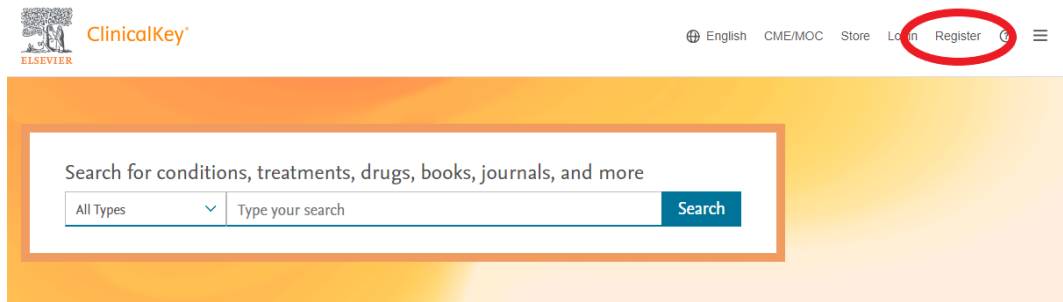 ELSEVIER
ClinicalKey®
English CME/MOC Store Login Register
Search for conditions, treatments, drugs, books, journals, and more
All Types Type your search Search